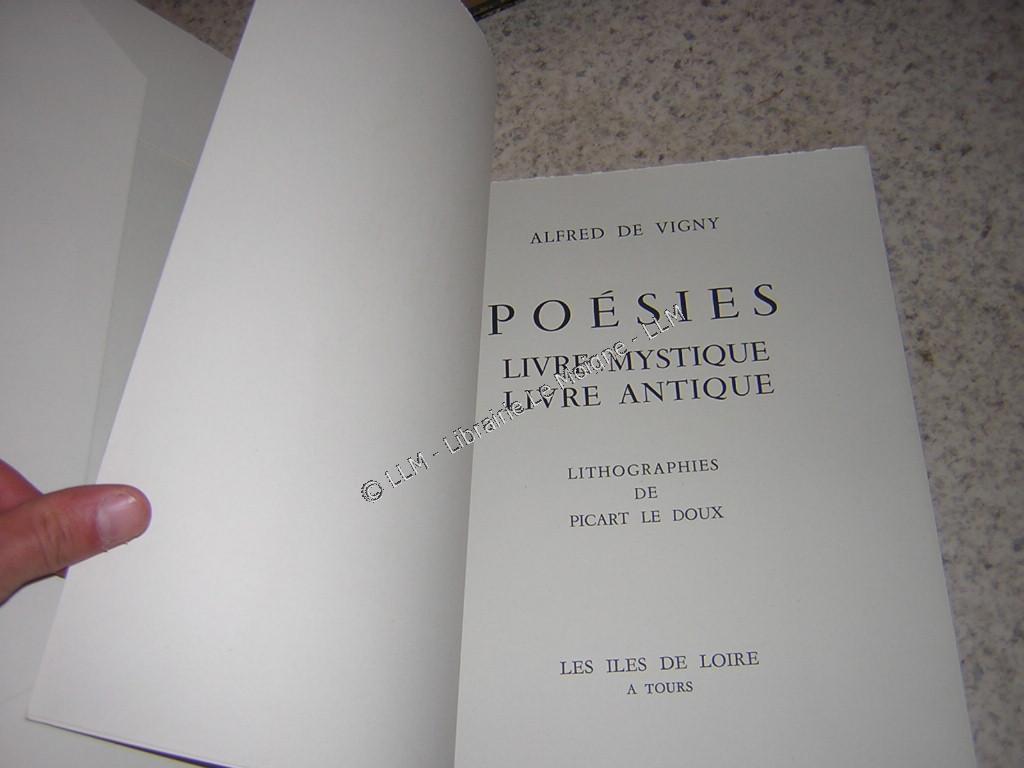 ALFRED DE VIGNY
POÉSIES
LIVRE MYSTIQUE
LIVRE ANTIQUE
LITHOGRAPHIES
DE
PICART LE DOUX
LES ILES DE LOIRE
A TOURS
© LLM - Librairie Le Moigne - LLM